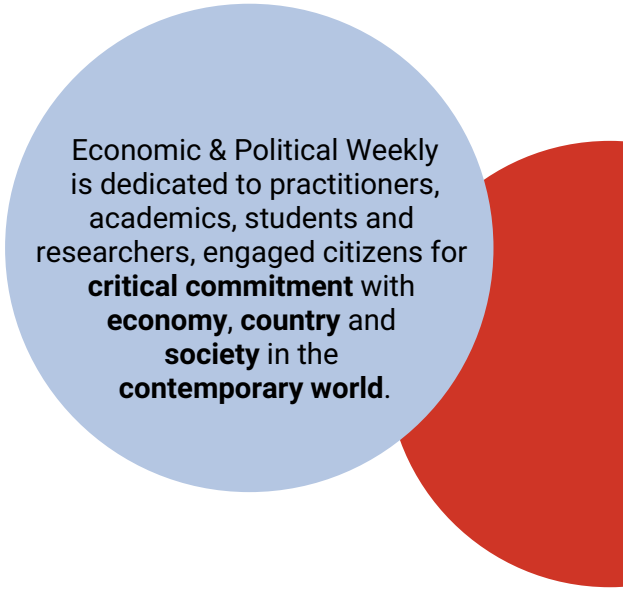 Economic & Political Weekly
is dedicated to practitioners,
academics, students and
researchers, engaged citizens for
critical commitment with
economy, country and
society in the
contemporary world.